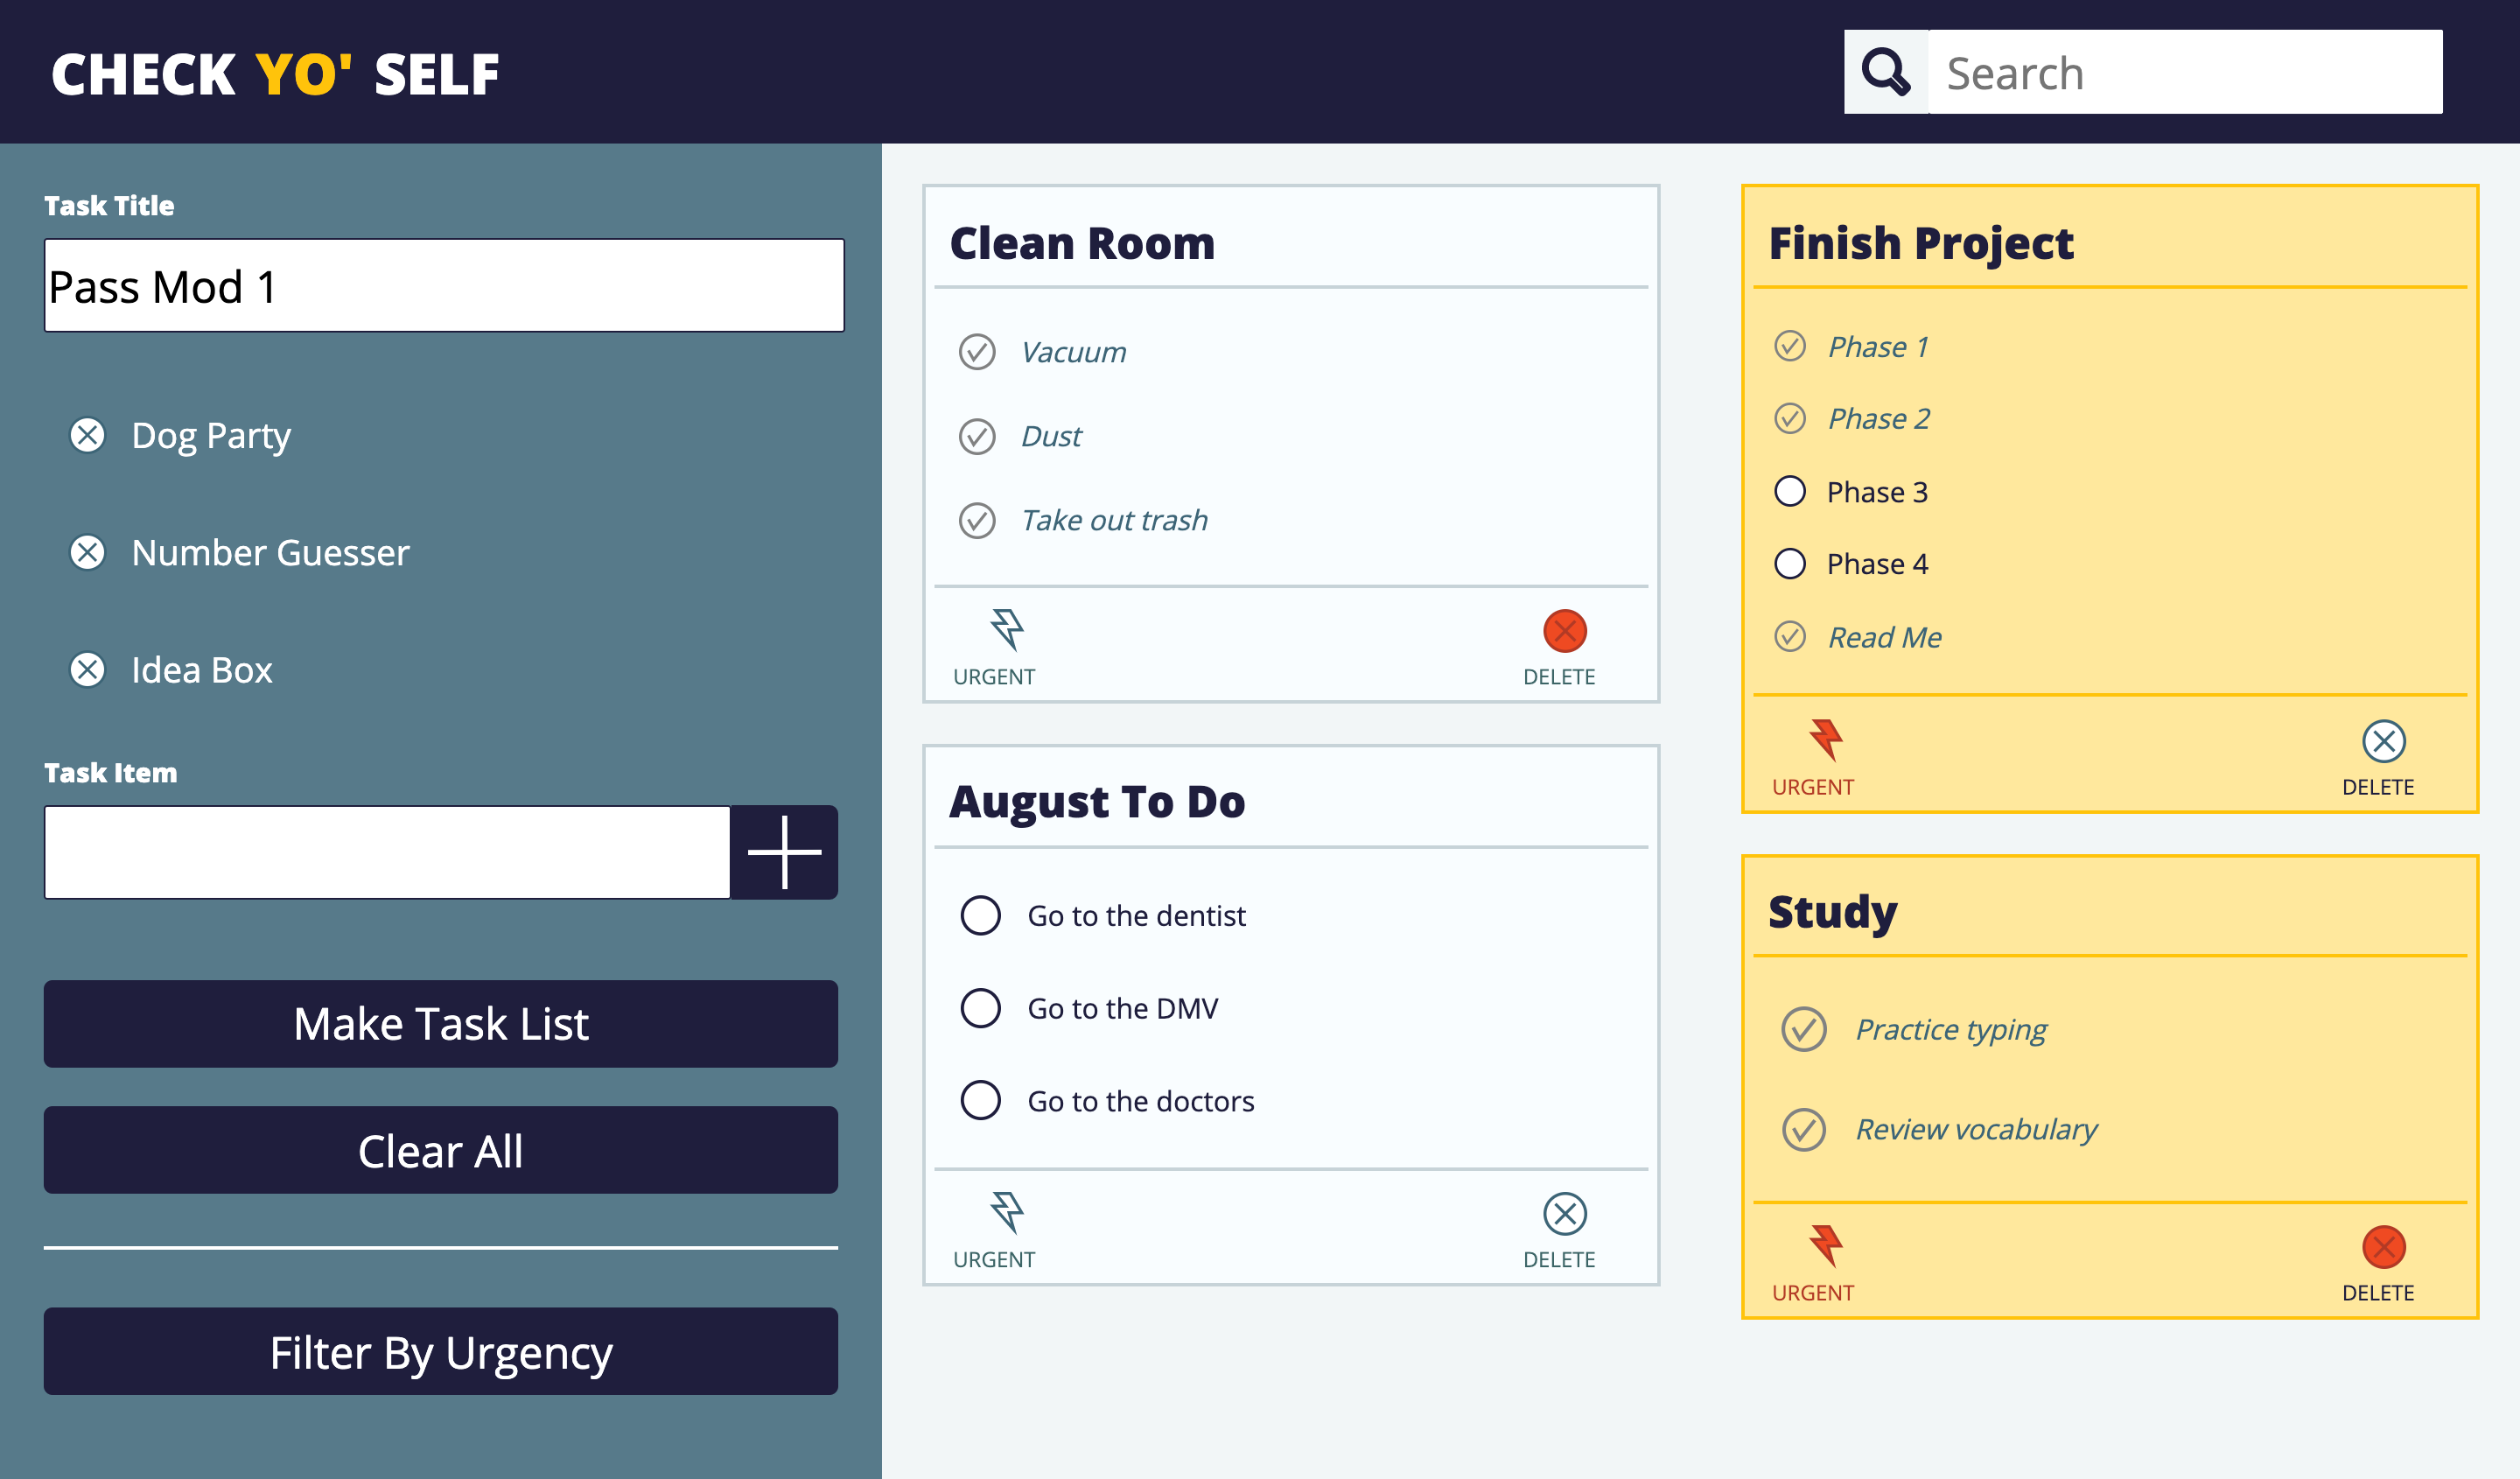 CHECK YO' SELF
Search
Task Title
Pass Mod 1
Dog Party
Number Guesser
Idea Box
Task Item
Make Task List
Clear All
Filter By Urgency
Clean Room
Vacuum
Dust
Take out trash
URGENT
DELETE
August To Do
Go to the dentist
Go to the DMV
Go to the doctors
URGENT
DELETE
Finish Project
Phase 1
Phase 2
Phase 3
Phase 4
Read Me
URGENT
DELETE
Study
Practice typing
Review vocabulary
URGENT
DELETE